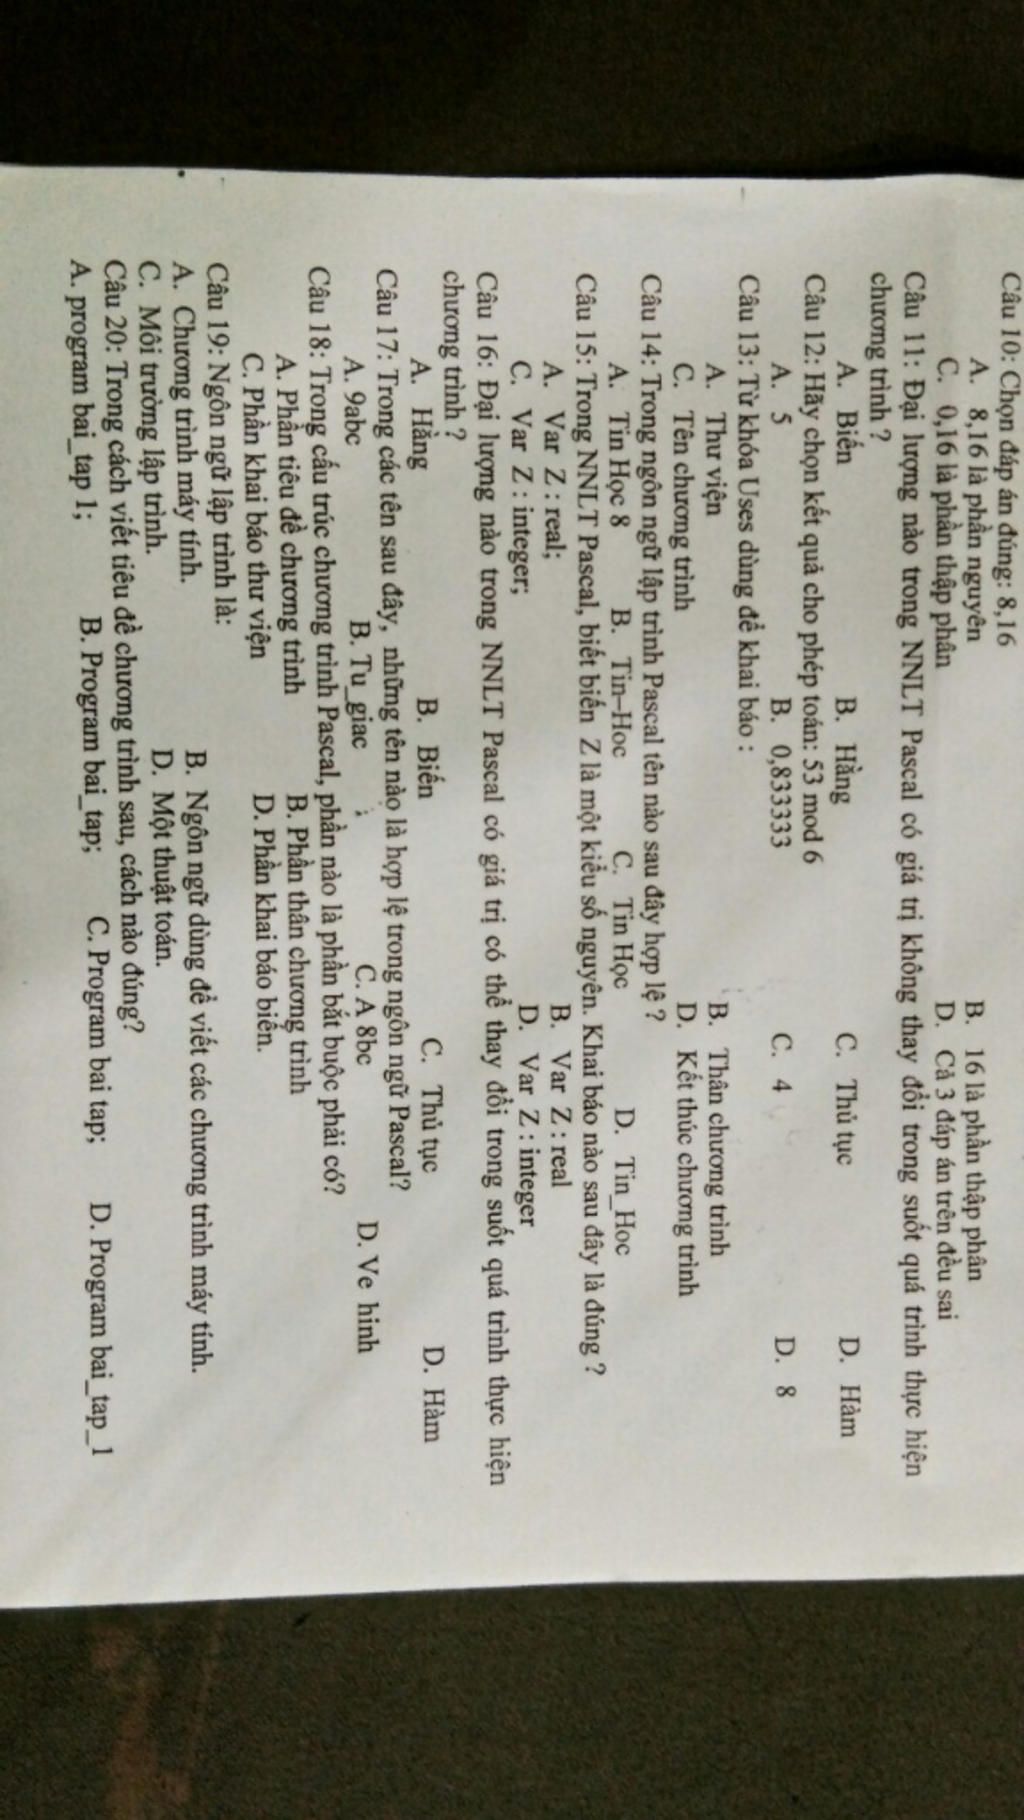 Câu 10: Chọn đáp án đúng: 8,16
A. 8,16 là phần nguyên B. 16 là phần thập phân
C. 0,16 là phần thập phân D. Cả 3 đáp án trên đều sai
Câu 11: Đại lượng nào trong NNLT Pascal có giá trị không thay đổi trong suốt quá trình thực hiện
chương trình ?
A. Biến B. Hằng C. Thủ tục D. Hàm
Câu 12: Hãy chọn kết quả cho phép toán: 53 mod 6
A. 5 B. 0,833333 C. 4 D. 8
Câu 13: Từ khóa Uses dùng để khai báo :
A. Thư viện B. Thân chương trình
C. Tên chương trình D. Kết thúc chương trình
Câu 14: Trong ngôn ngữ lập trình Pascal tên nào sau đây hợp lệ ?
A. Tin Học 8 B. Tin–Hoc C. Tin Học D. Tin_Hoc
Câu 15: Trong NNLT Pascal, biết biến Z là một kiểu số nguyên. Khai báo nào sau đây là đúng ?
A. Var Z : real; B. Var Z : real
C. Var Z : integer; D. Var Z : integer
Câu 16: Đại lượng nào trong NNLT Pascal có giá trị có thể thay đổi trong suốt quá trình thực hiện
chương trình ?
A. Hằng B. Biến C. Thủ tục D. Hàm
Câu 17: Trong các tên sau đây, những tên nào là hợp lệ trong ngôn ngữ Pascal?
A. 9abc B. Tu_giac C. A 8bc D. Ve hinh
Câu 18: Trong cấu trúc chương trình Pascal, phần nào là phần bắt buộc phải có?
A. Phần tiêu đề chương trình B. Phần thân chương trình
C. Phần khai báo thư viện D. Phần khai báo biến.
Câu 19: Ngôn ngữ lập trình là:
A. Chương trình máy tính. B. Ngôn ngữ dùng để viết các chương trình máy tính.
C. Môi trường lập trình. D. Một thuật toán.
Câu 20: Trong cách viết tiêu đề chương trình sau, cách nào đúng?
A. program bai_tap 1; B. Program bai_tap; C. Program bai tap; D. Program bai_tap_1